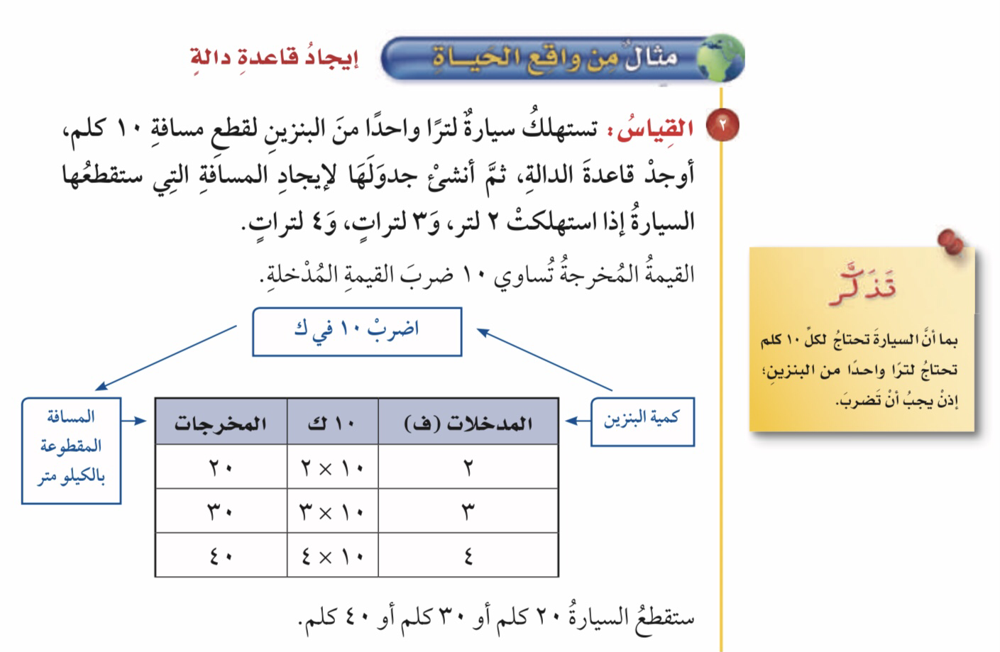 مثالٌ مِن واقِعِ الحَيـــاةِ
إيجادُ قاعدةِ دالةٍ
٢
القِياسُ: تستهلكُ سيارةٌ لترًا واحدًا منَ البنزينِ لقطعِ مسافةِ ١٠ كلم،
أوجدْ قاعدةَ الدالةِ، ثمَّ أنشئْ جدوَلَهَا لإيجادِ المسافةِ التِي ستقطعُها
السيارةُ إذا استهلكتْ ٢ لتر، وَ٣ لتراتٍ، وَ٤ لتراتٍ.
القيمةُ المُخرجةُ تُساوي ١٠ ضربَ القيمةِ المُدْخلةِ.
تَذَكَّر
بما أنَّ السيارةَ تحتاجُ لكلِّ ١٠ كلم
تحتاجُ لترًا واحدًا من البنزينِ؛
إذنْ يجبُ أنْ تَضربَ.
اضربْ ١٠ في ك
كمية البنزين
المدخلات (ف) ١٠ ك المخرجات
٢ ١٠ × ٢ ٢٠
٣ ١٠ × ٣ ٣٠
٤ ١٠ × ٤ ٤٠
المسافة
المقطوعة
بالكيلو متر
ستقطعُ السيارةُ ٢٠ كلم أو ٣٠ كلم أو ٤٠ كلم.